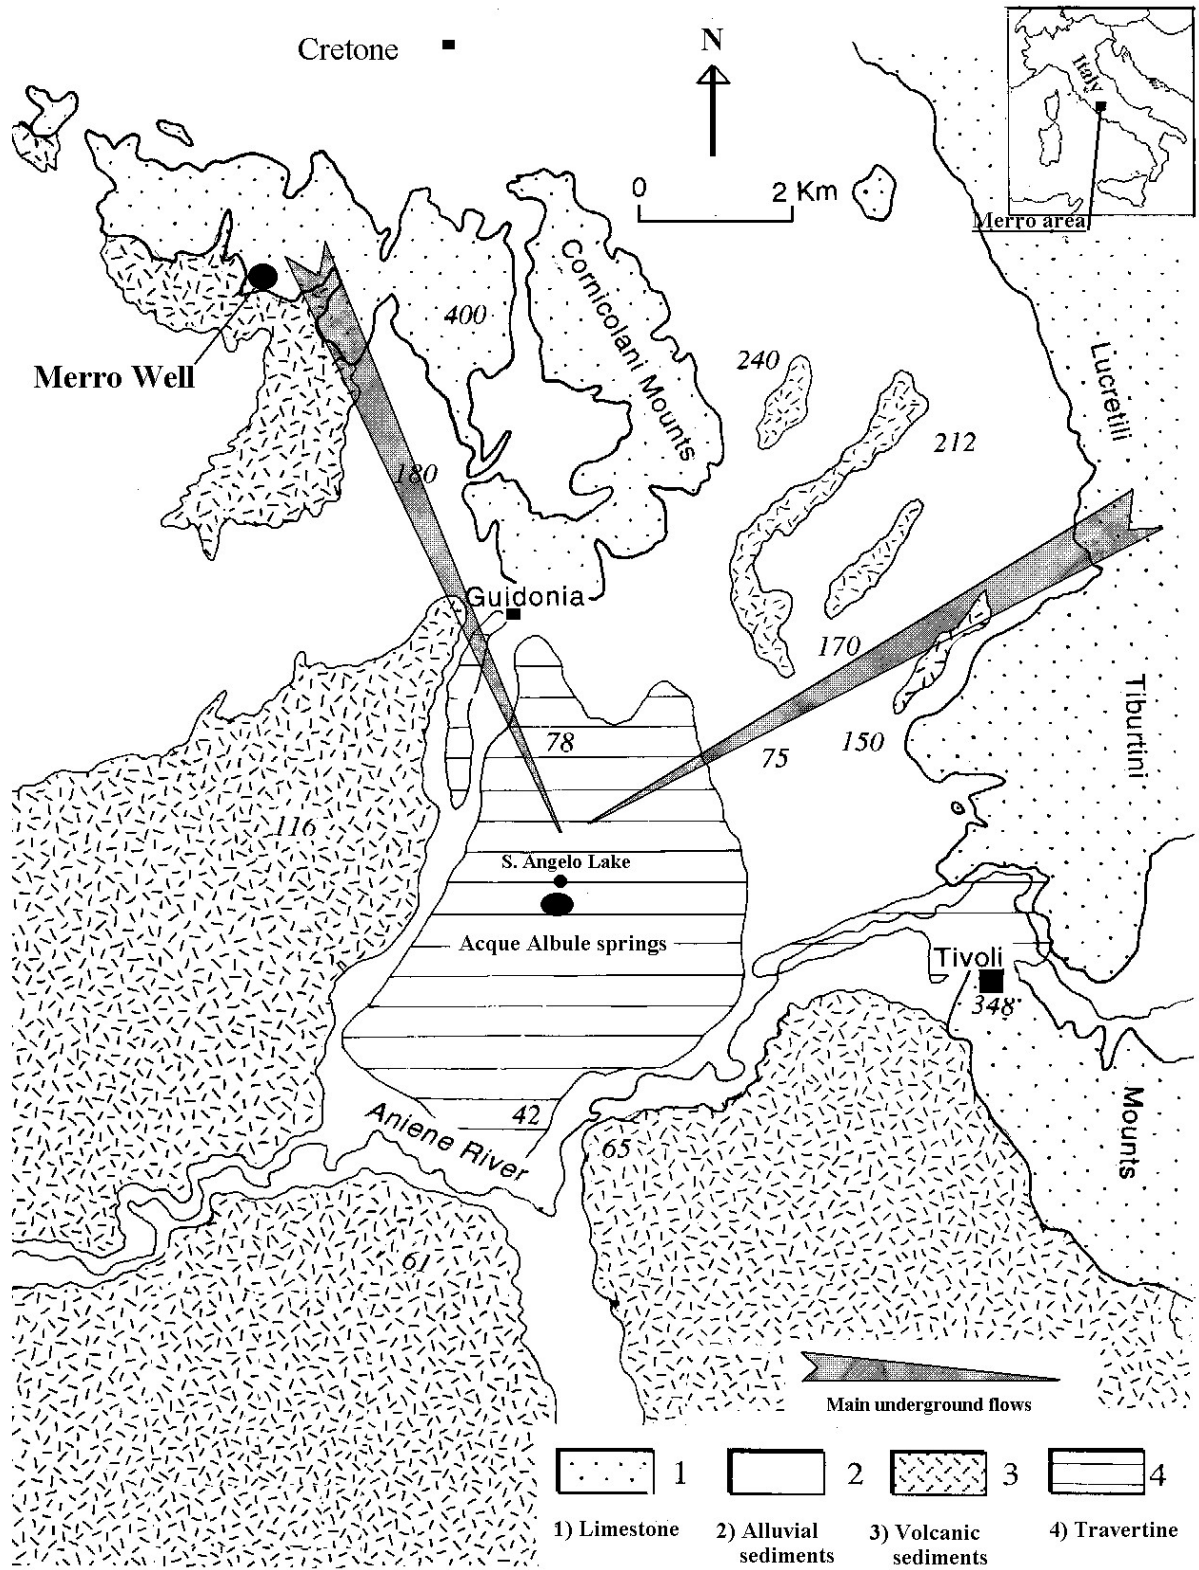 Cretone
N
Italy
0 2 Km
Merro area
400
Cornicolani Mounts
240
Merro Well
Lucretili
212
180
Guidonia
170
Tiburtini
78
75
150
116
S. Angelo Lake
Acque Albule springs
Tivoli
348
Mounts
42
Aniene River
65
61
Main underground flows
1
2
3
4
1) Limestone
2) Alluvial
sediments
3) Volcanic
sediments
4) Travertine